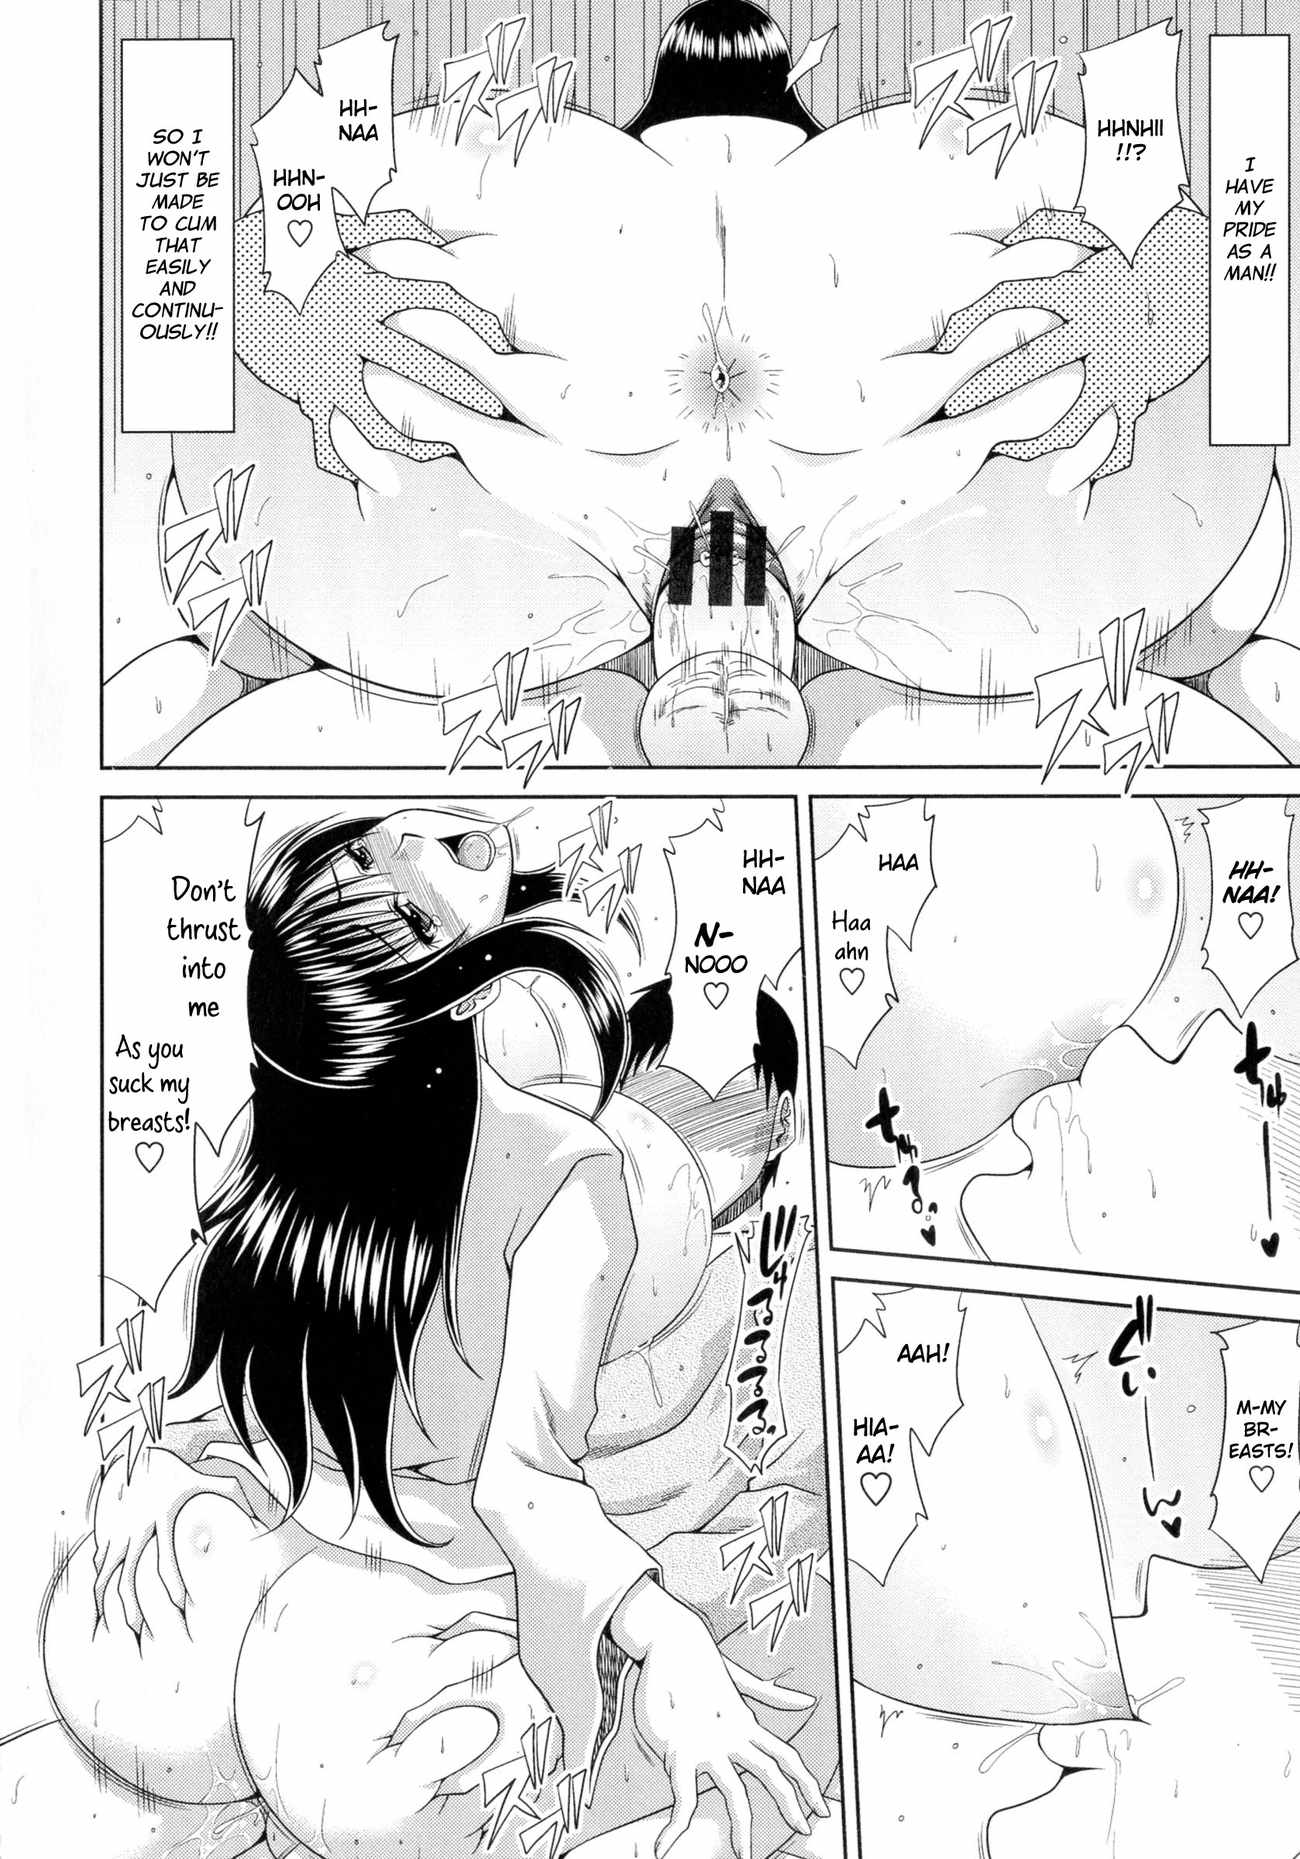 I
HAVE
MY
PRIDE
AS A
MAN!!
HHNHII
!!?
HH-
NAA
HHN-
OOH
♡
SO I
WON'T
JUST BE
MADE
TO CUM
THAT
EASILY
AND
CONTINU-
OUSLY!!
HH-
NAA!
♡
HAA
Haa
ahn
♡
M-MY
BR-
EASTS!
♡
AAH!
HIA-
AA!
♡
HH-
NAA
N-
NOOO
♡
Don't
thrust
into
me
As you
suck my
breasts!
♡